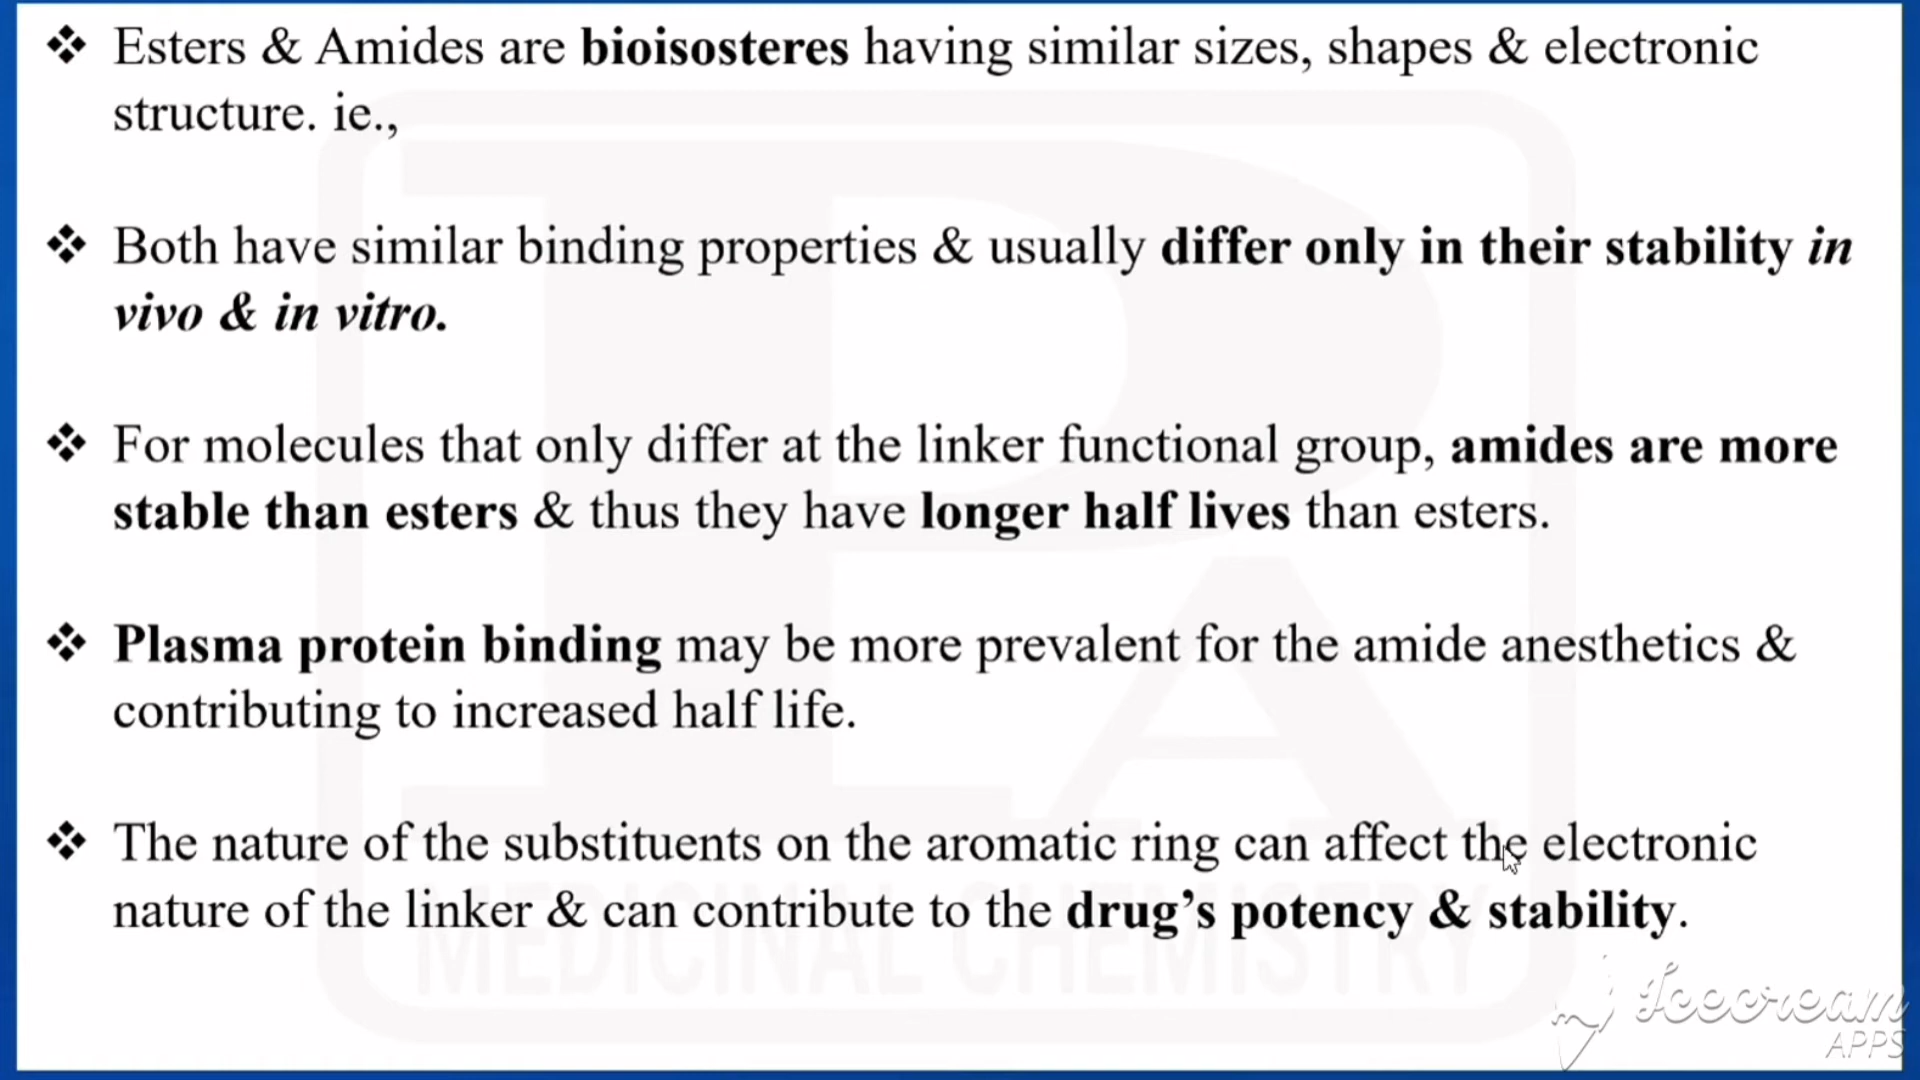 ❖ Esters & Amides are bioisosteres having similar sizes, shapes & electronic
structure. ie.,
❖ Both have similar binding properties & usually differ only in their stability in
vivo & in vitro.
❖ For molecules that only differ at the linker functional group, amides are more
stable than esters & thus they have longer half lives than esters.
❖ Plasma protein binding may be more prevalent for the amide anesthetics &
contributing to increased half life.
❖ The nature of the substituents on the aromatic ring can affect the electronic
nature of the linker & can contribute to the drug’s potency & stability.
PA
MEDICINAL CHEMISTRY
Icecream
APPS